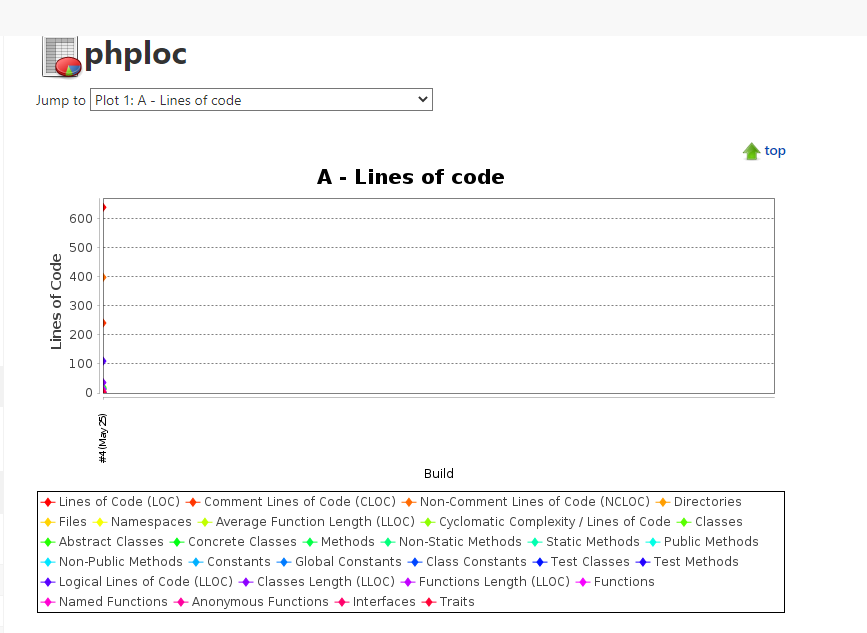 phploc
Jump to Plot 1: A - Lines of code
top
A - Lines of code
Lines of Code
600
500
400
300
200
100
0
#4 (May 25)
Build
Lines of Code (LOC) Comment Lines of Code (CLOC) Non-Comment Lines of Code (NCLOC) Directories
Files Namespaces Average Function Length (LLOC) Cyclomatic Complexity / Lines of Code Classes
Abstract Classes Concrete Classes Methods Non-Static Methods Static Methods Public Methods
Non-Public Methods Constants Global Constants Class Constants Test Classes Test Methods
Logical Lines of Code (LLOC) Classes Length (LLOC) Functions Length (LLOC) Functions
Named Functions Anonymous Functions Interfaces Traits